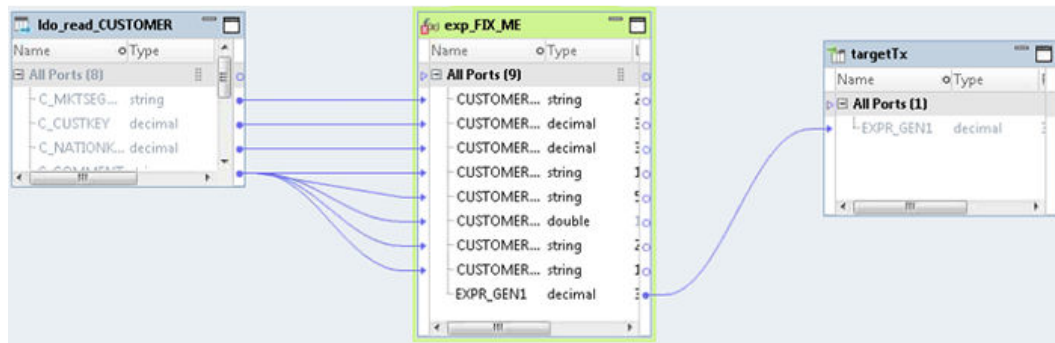 ldo_read_CUSTOMER
Name Type
All Ports (8)
C_MKTSEG... string
C_CUSTKEY decimal
C_NATIONK... decimal
exp_FIX_ME
Name Type
All Ports (9)
CUSTOMER... string
CUSTOMER... decimal
CUSTOMER... decimal
CUSTOMER... string
CUSTOMER... string
CUSTOMER... double
CUSTOMER... string
CUSTOMER... string
EXPR_GEN1 decimal
targetTx
Name Type
All Ports (1)
EXPR_GEN1 decimal